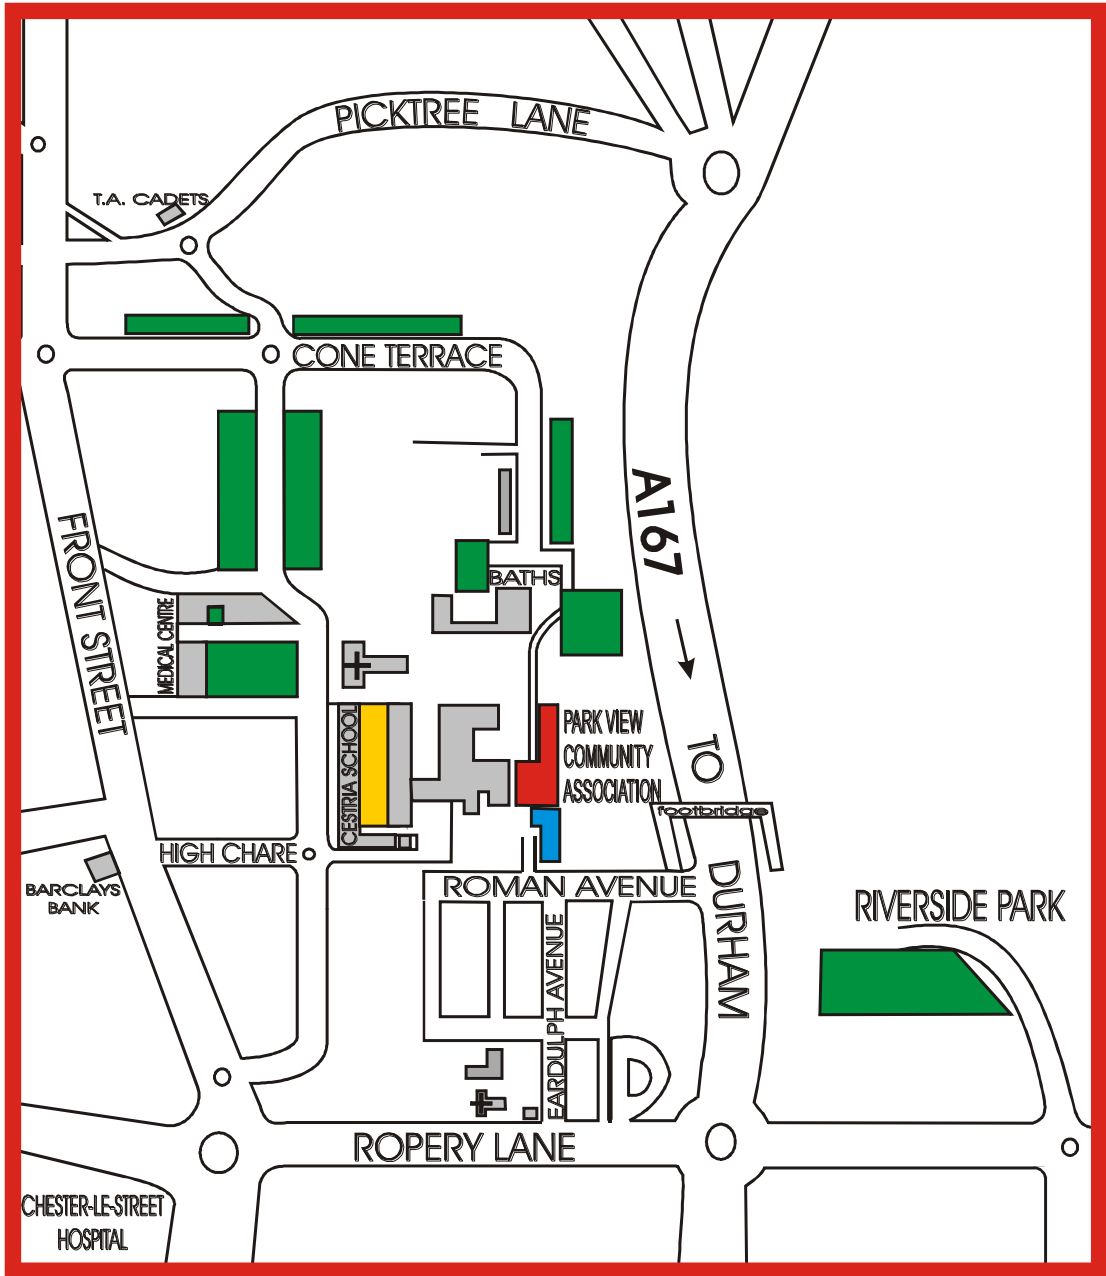 PICKTREE LANE
T.A. CADETS
CONE TERRACE
A167
FRONT STREET
BATHS
MEDICAL CENTRE
PARK VIEW
COMMUNITY
ASSOCIATION
TO
CESTRIA SCHOOL
footbridge
HIGH CHARE
BARCLAYS
BANK
ROMAN AVENUE
DURHAM
RIVERSIDE PARK
EARDULPH AVENUE
ROPERY LANE
CHESTER-LE-STREET
HOSPITAL